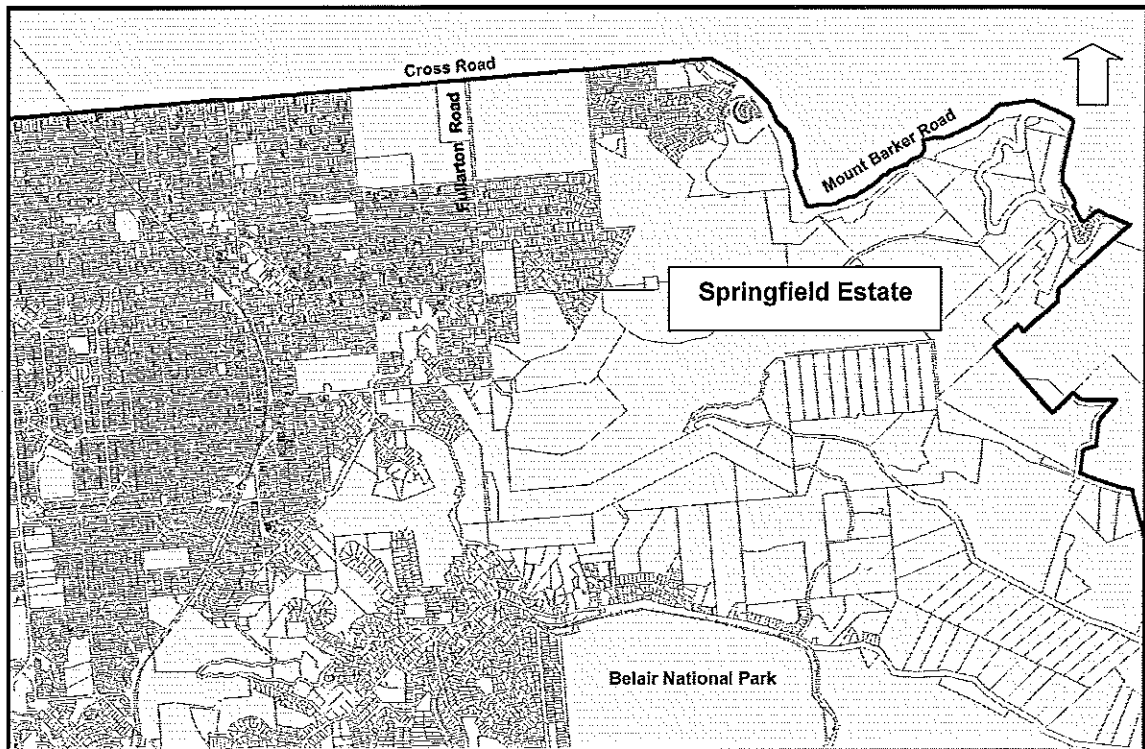 Cross Road
Fullarton Road
Mount Barker Road
Springfield Estate
Belair National Park